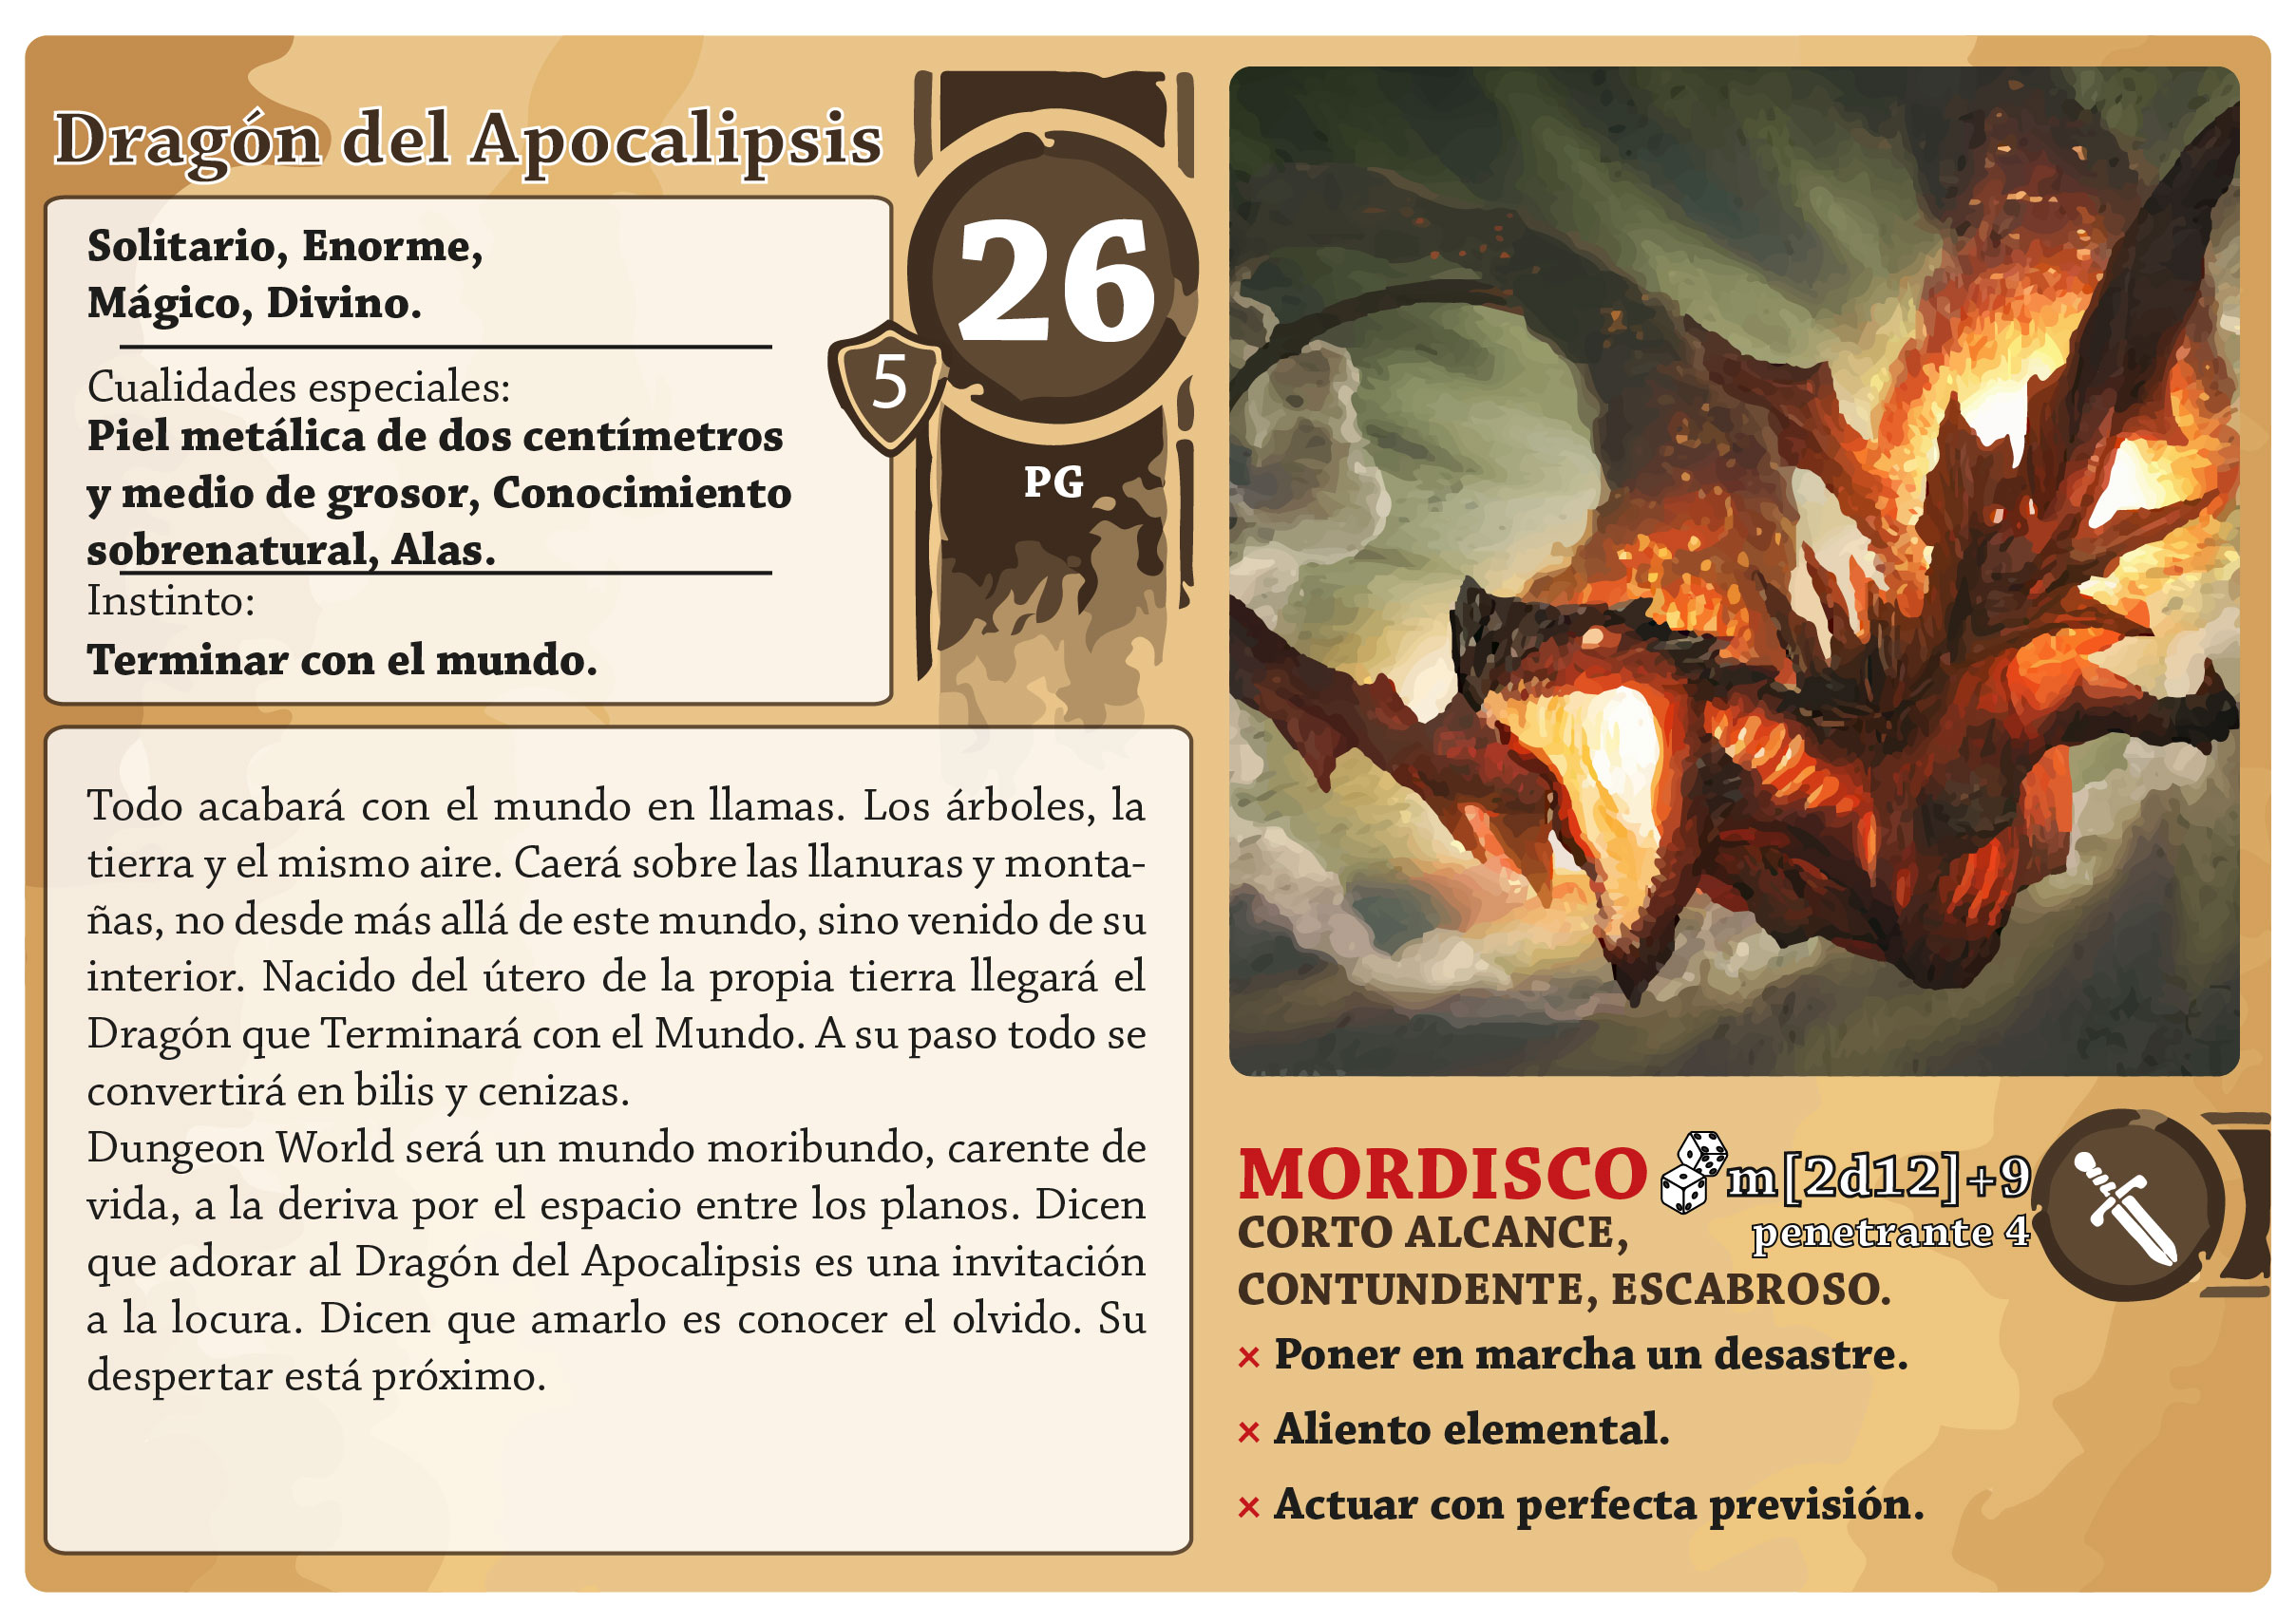 Dragón del Apocalipsis
Solitario, Enorme,
Mágico, Divino.
Cualidades especiales:
Piel metálica de dos centímetros
y medio de grosor, Conocimiento
sobrenatural, Alas.
Instinto:
Terminar con el mundo.
26
5
PG
Todo acabará con el mundo en llamas. Los árboles, la
tierra y el mismo aire. Caerá sobre las llanuras y monta-
ñas, no desde más allá de este mundo, sino venido de su
interior. Nacido del útero de la propia tierra llegará el
Dragón que Terminará con el Mundo. A su paso todo se
convertirá en bilis y cenizas.
Dungeon World será un mundo moribundo, carente de
vida, a la deriva por el espacio entre los planos. Dicen
que adorar al Dragón del Apocalipsis es una invitación
a la locura. Dicen que amarlo es conocer el olvido. Su
despertar está próximo.
MORDISCO m[2d12]+9
penetrante 4
CORTO ALCANCE,
CONTUNDENTE, ESCABROSO.
× Poner en marcha un desastre.
× Aliento elemental.
× Actuar con perfecta previsión.